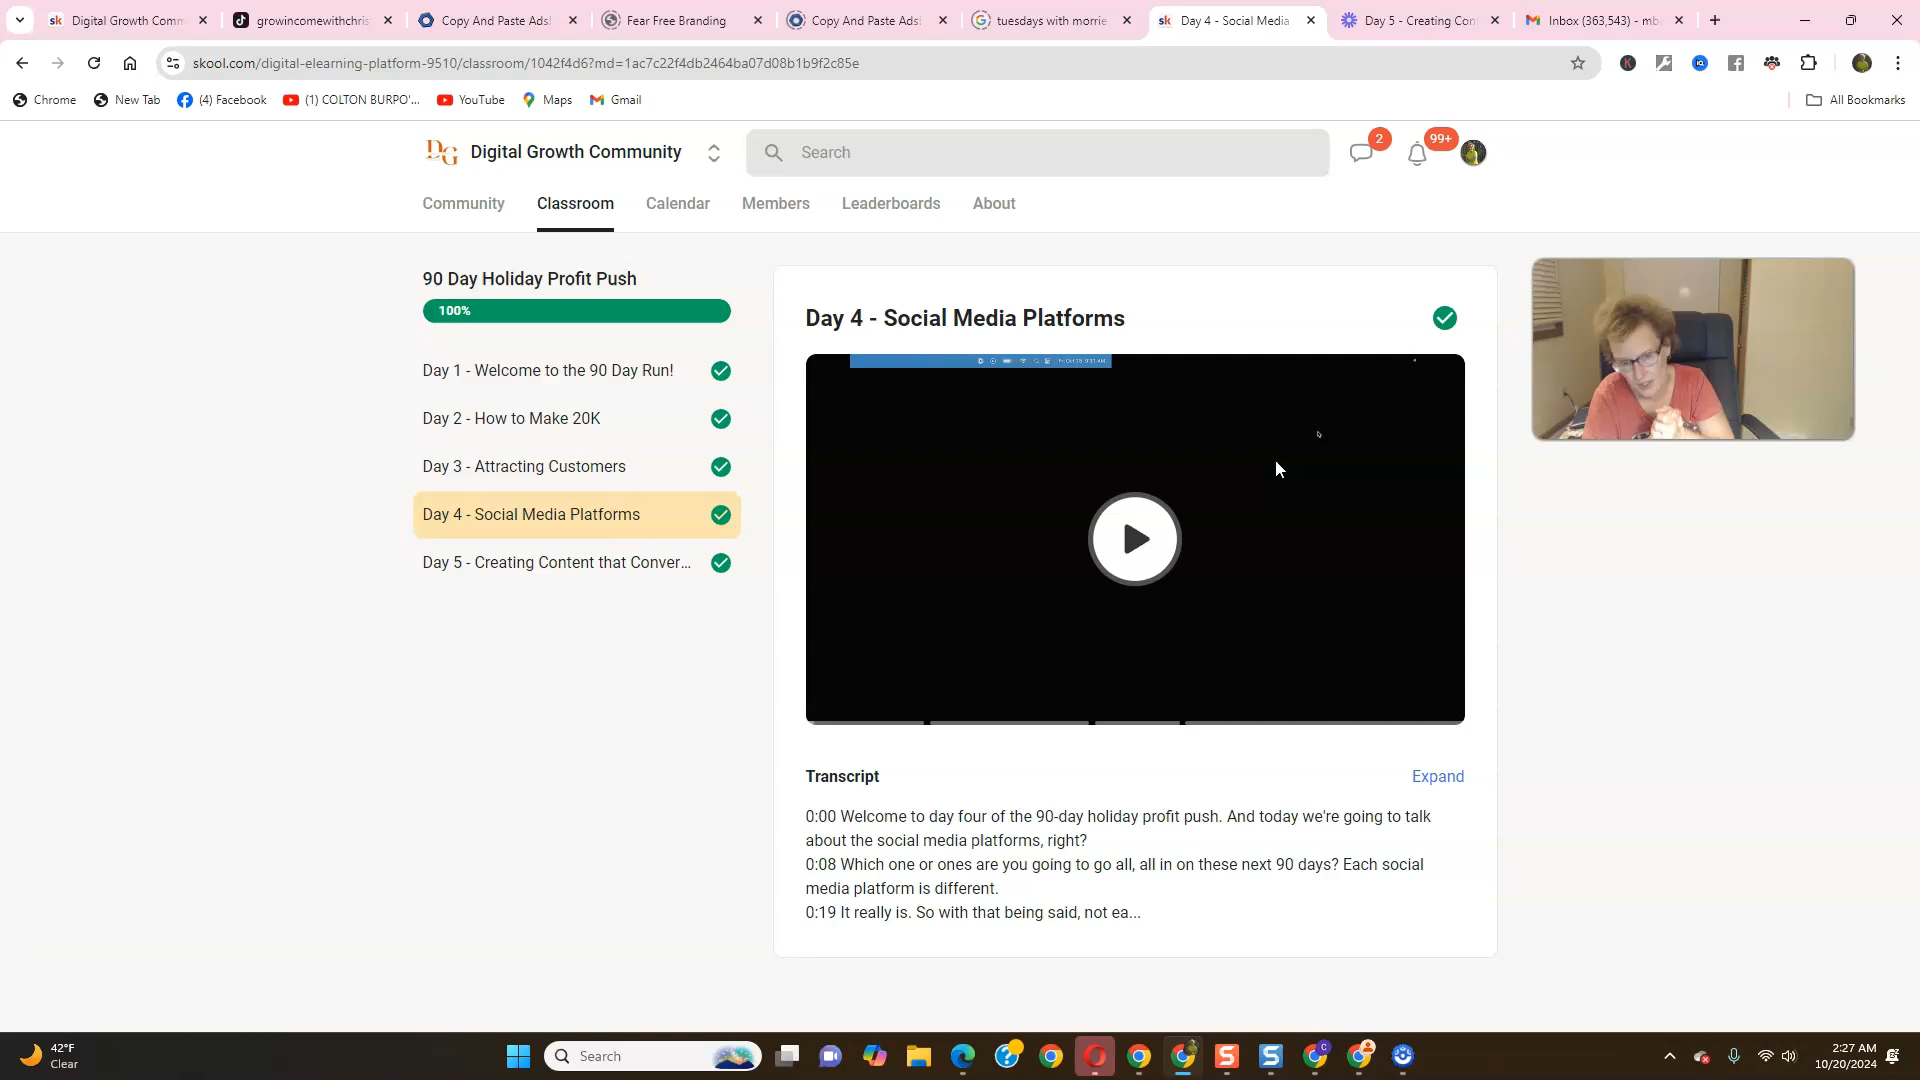 Digital Growth Comm
growincomewithchris
Copy And Paste Ads
Fear Free Branding
Copy And Paste Ads
tuesdays with morrie
sk Day 4 - Social Media
Day 5 - Creating Con
Inbox (363,543) - mb
skool.com/digital-elearning-platform-9510/classroom/1042f4d6?md=1ac7c22f4db2464ba07d08b1b9f2c85e
Chrome
New Tab
(4) Facebook
(1) COLTON BURPO'...
YouTube
Maps
Gmail
All Bookmarks
DG Digital Growth Community
Search
2
99+
Community
Classroom
Calendar
Members
Leaderboards
About
90 Day Holiday Profit Push
100%
Day 1 - Welcome to the 90 Day Run!
Day 2 - How to Make 20K
Day 3 - Attracting Customers
Day 4 - Social Media Platforms
Day 5 - Creating Content that Conver...
Day 4 - Social Media Platforms
Fri Oct 18 9:31 AM
Transcript
Expand
0:00 Welcome to day four of the 90-day holiday profit push. And today we're going to talk
about the social media platforms, right?
0:08 Which one or ones are you going to go all, all in on these next 90 days? Each social
media platform is different.
0:19 It really is. So with that being said, not ea...
42°F
Clear
Search
2:27 AM
10/20/2024